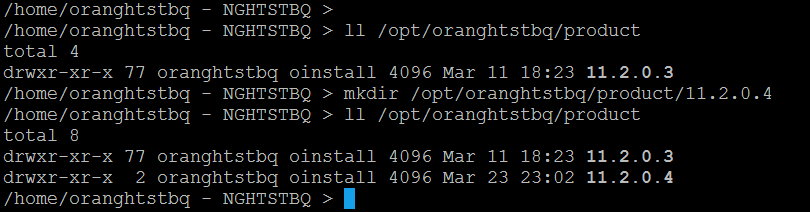 /home/oranghtstbq - NGHTSTBQ >
/home/oranghtstbq - NGHTSTBQ > ll /opt/oranghtstbq/product
total 4
drwxr-xr-x 77 oranghtstbq oinstall 4096 Mar 11 18:23 11.2.0.3
/home/oranghtstbq - NGHTSTBQ > mkdir /opt/oranghtstbq/product/11.2.0.4
/home/oranghtstbq - NGHTSTBQ > ll /opt/oranghtstbq/product
total 8
drwxr-xr-x 77 oranghtstbq oinstall 4096 Mar 11 18:23 11.2.0.3
drwxr-xr-x  2 oranghtstbq oinstall 4096 Mar 23 23:02 11.2.0.4
/home/oranghtstbq - NGHTSTBQ >